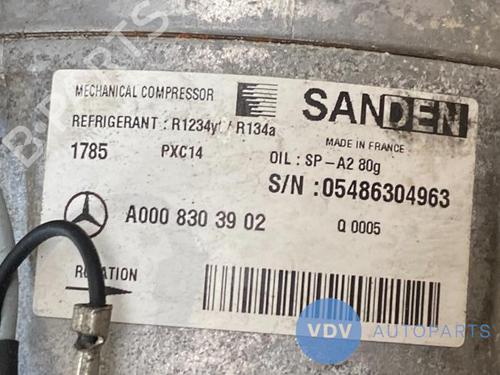 MECHANICAL COMPRESSOR
SANDEN
REFRIGERANT : R1234yf / R134a
MADE IN FRANCE
1785 PXC14 OIL : SP-A2 80g
S/N : 05486304963
A000 830 39 02 Q 0005
ROTATION
VDV AUTOPARTS
B-PARTS